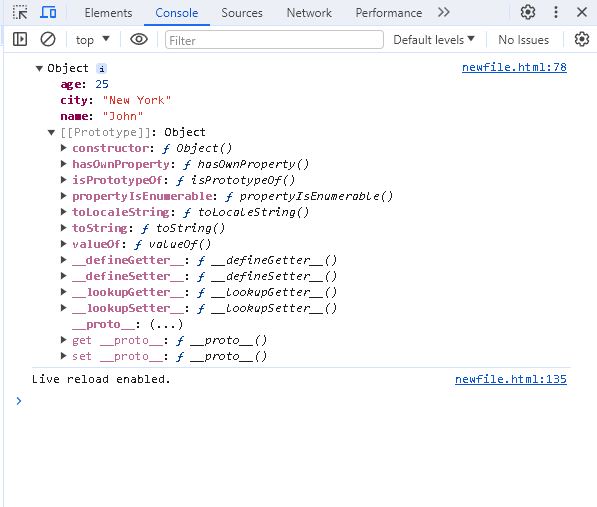 Elements Console Sources Network Performance
top Filter Default levels No Issues
Object i newfile.html:78
age: 25
city: "New York"
name: "John"
[[Prototype]]: Object
constructor: ƒ Object()
hasOwnProperty: ƒ hasOwnProperty()
isPrototypeOf: ƒ isPrototypeOf()
propertyIsEnumerable: ƒ propertyIsEnumerable()
toLocaleString: ƒ toLocaleString()
toString: ƒ toString()
valueOf: ƒ valueOf()
__defineGetter__: ƒ __defineGetter__()
__defineSetter__: ƒ __defineSetter__()
__lookupGetter__: ƒ __lookupGetter__()
__lookupSetter__: ƒ __lookupSetter__()
__proto__: (...)
get __proto__: ƒ __proto__()
set __proto__: ƒ __proto__()
Live reload enabled. newfile.html:135